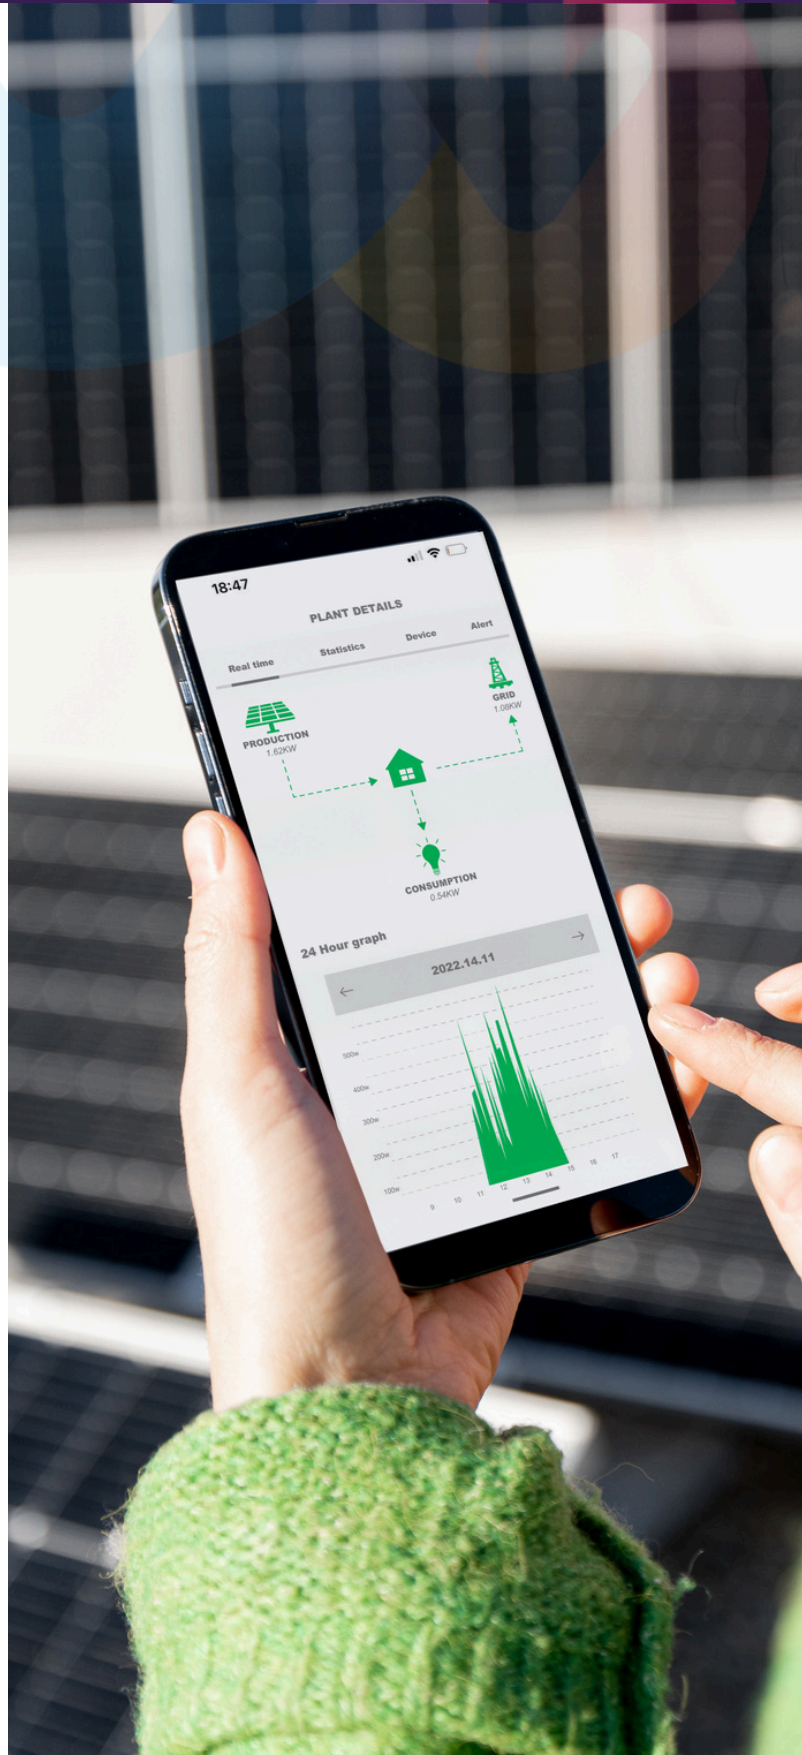 18:47
PLANT DETAILS
Real time Statistics Device Alert
GRID
1.08KW
PRODUCTION
1.62KW
CONSUMPTION
0.54KW
24 Hour graph
← 2022.14.11 →
500w
400w
300w
200w
100w
9 10 11 12 13 14 15 16 17